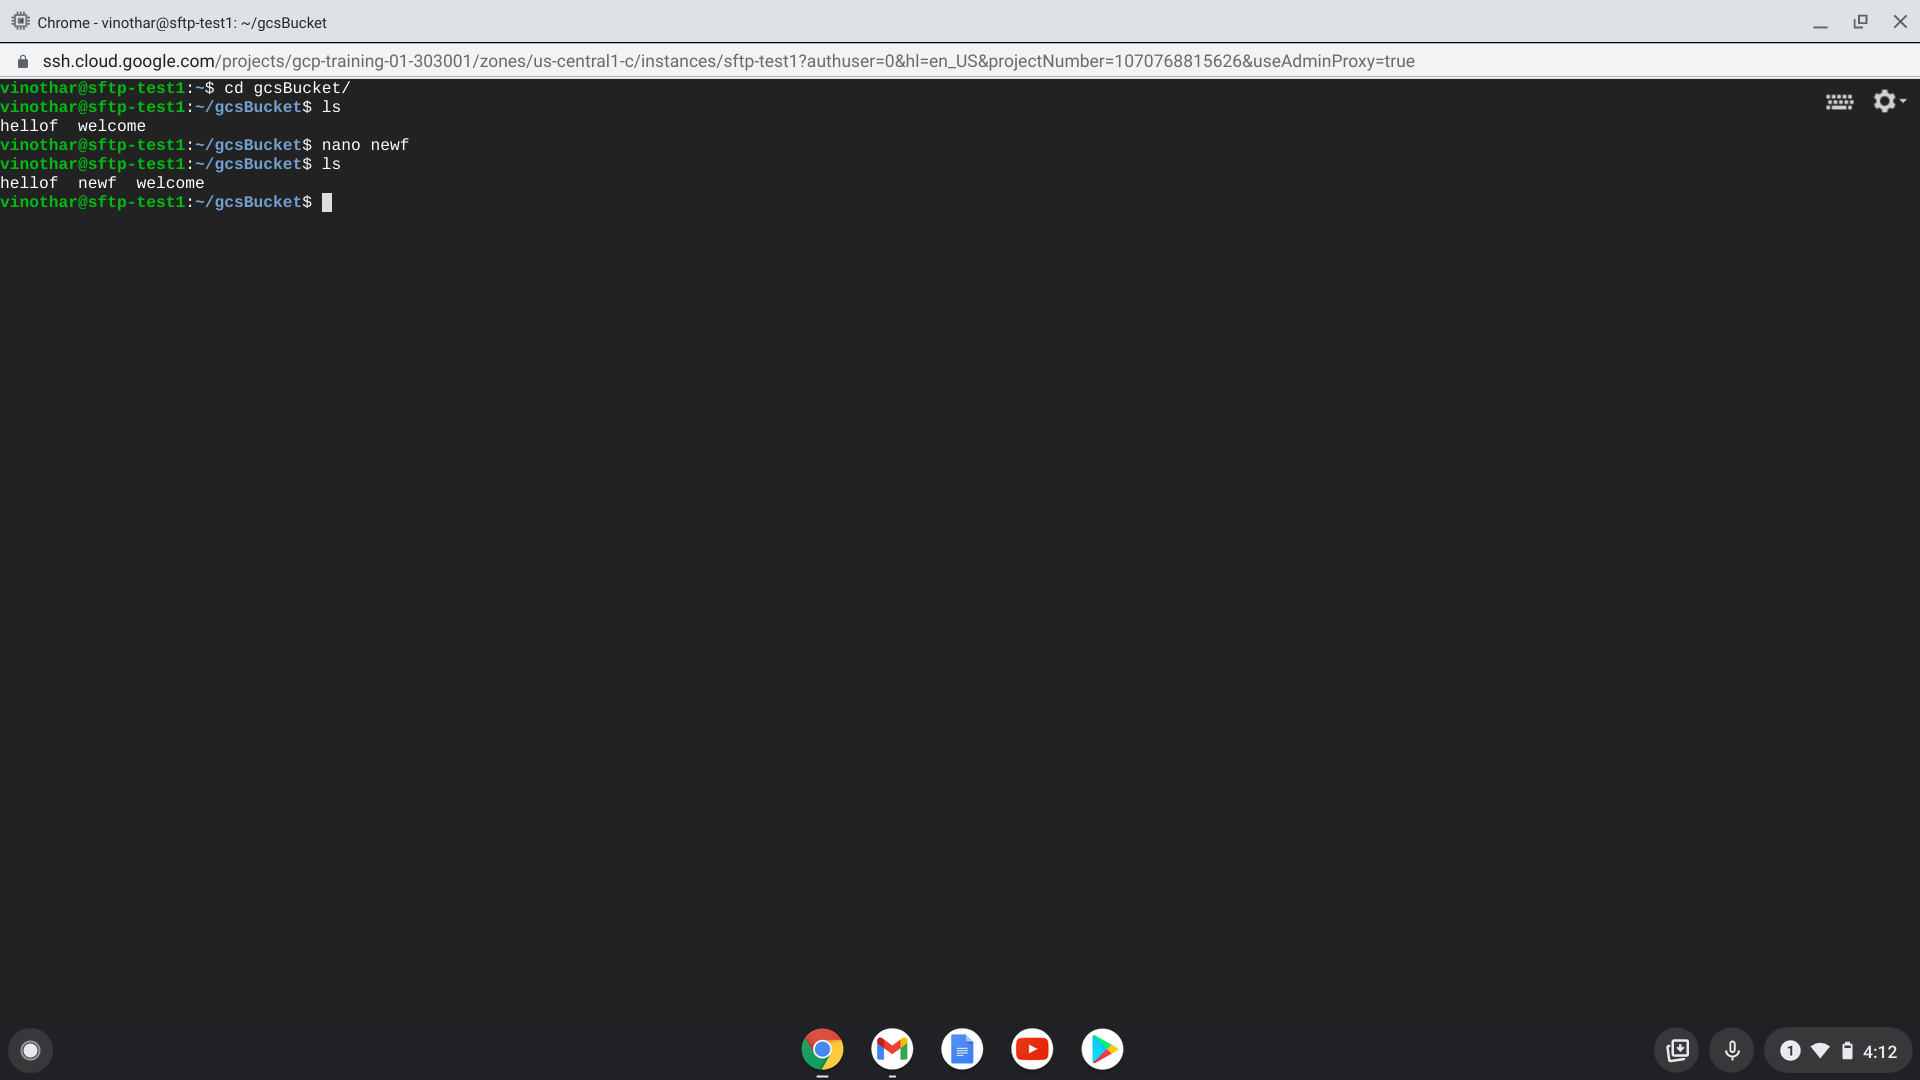 Chrome - vinothar@sftp-test1: ~/gcsBucket
ssh.cloud.google.com/projects/gcp-training-01-303001/zones/us-central1-c/instances/sftp-test1?authuser=0&hl=en_US&projectNumber=1070768815626&useAdminProxy=true
vinothar@sftp-test1:~$ cd gcsBucket/
vinothar@sftp-test1:~/gcsBucket$ ls
hellof  welcome
vinothar@sftp-test1:~/gcsBucket$ nano newf
vinothar@sftp-test1:~/gcsBucket$ ls
hellof  newf  welcome
vinothar@sftp-test1:~/gcsBucket$
1 4:12